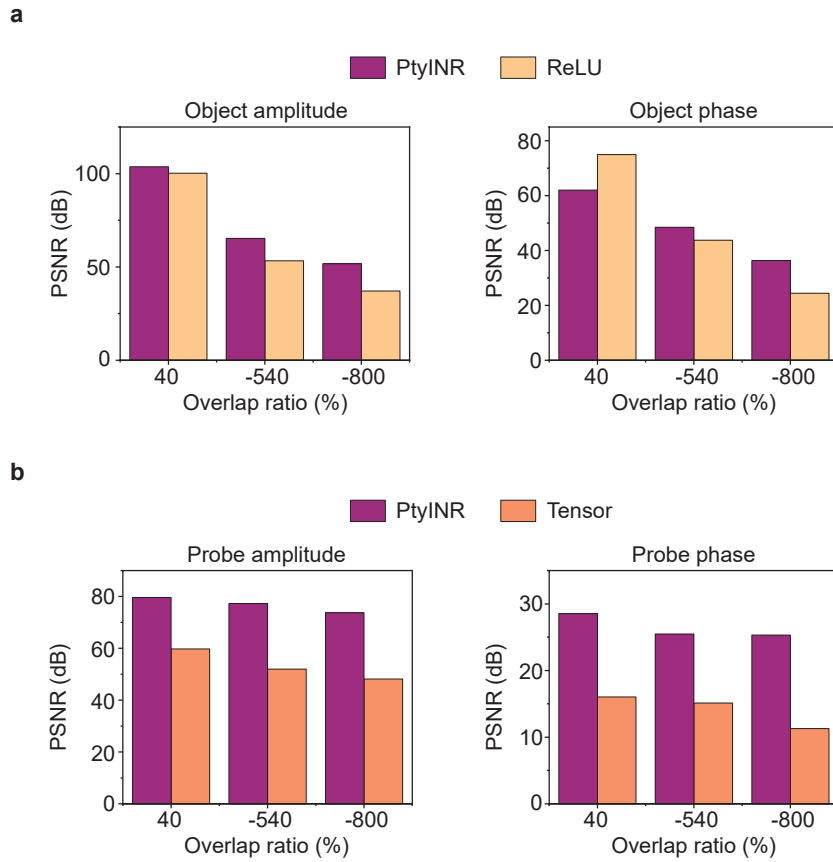 a
PtyINR ReLU
Object amplitude
PSNR (dB)
100
50
0
40 -540 -800
Overlap ratio (%)
Object phase
PSNR (dB)
80
60
40
20
0
40 -540 -800
Overlap ratio (%)
b
PtyINR Tensor
Probe amplitude
PSNR (dB)
80
60
40
20
0
40 -540 -800
Overlap ratio (%)
Probe phase
PSNR (dB)
30
20
10
0
40 -540 -800
Overlap ratio (%)